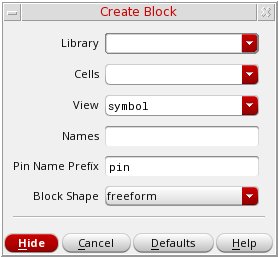 Create Block
Library
Cells
View symbol
Names
Pin Name Prefix pin
Block Shape freeform
Hide Cancel Defaults Help